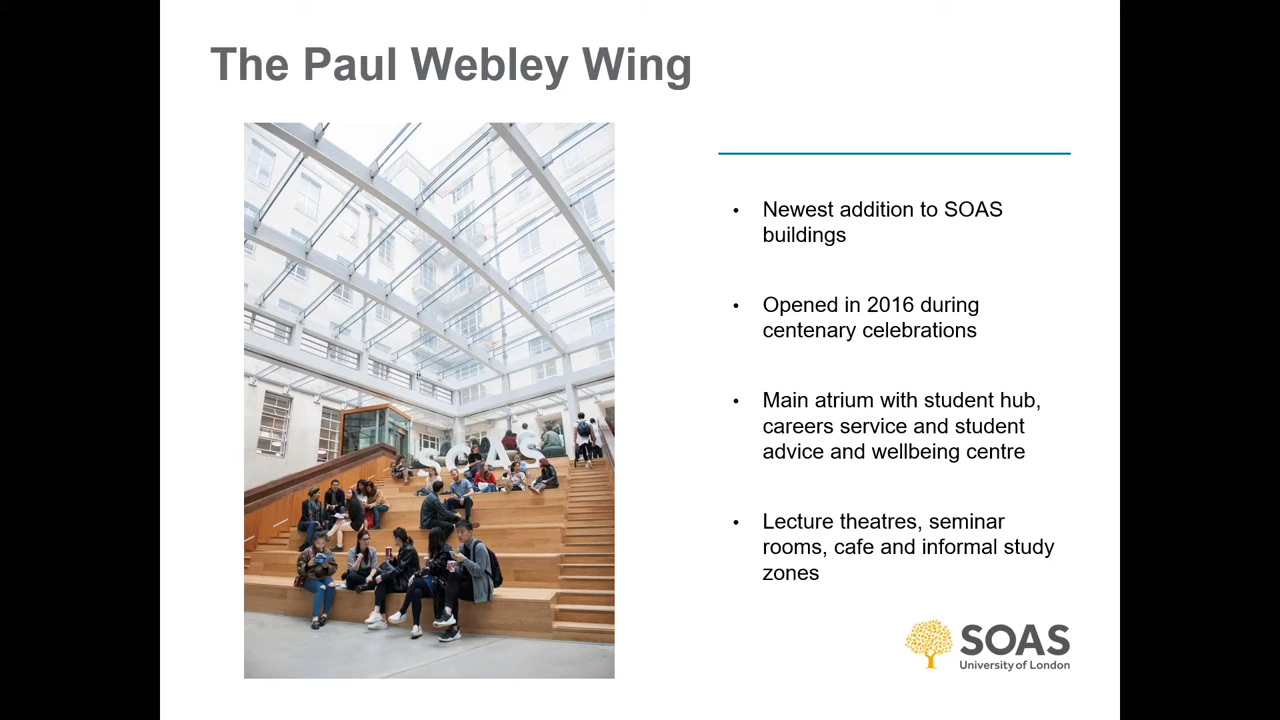 The Paul Webley Wing
SOAS
• Newest addition to SOAS
buildings
• Opened in 2016 during
centenary celebrations
• Main atrium with student hub,
careers service and student
advice and wellbeing centre
• Lecture theatres, seminar
rooms, cafe and informal study
zones
SOAS
University of London